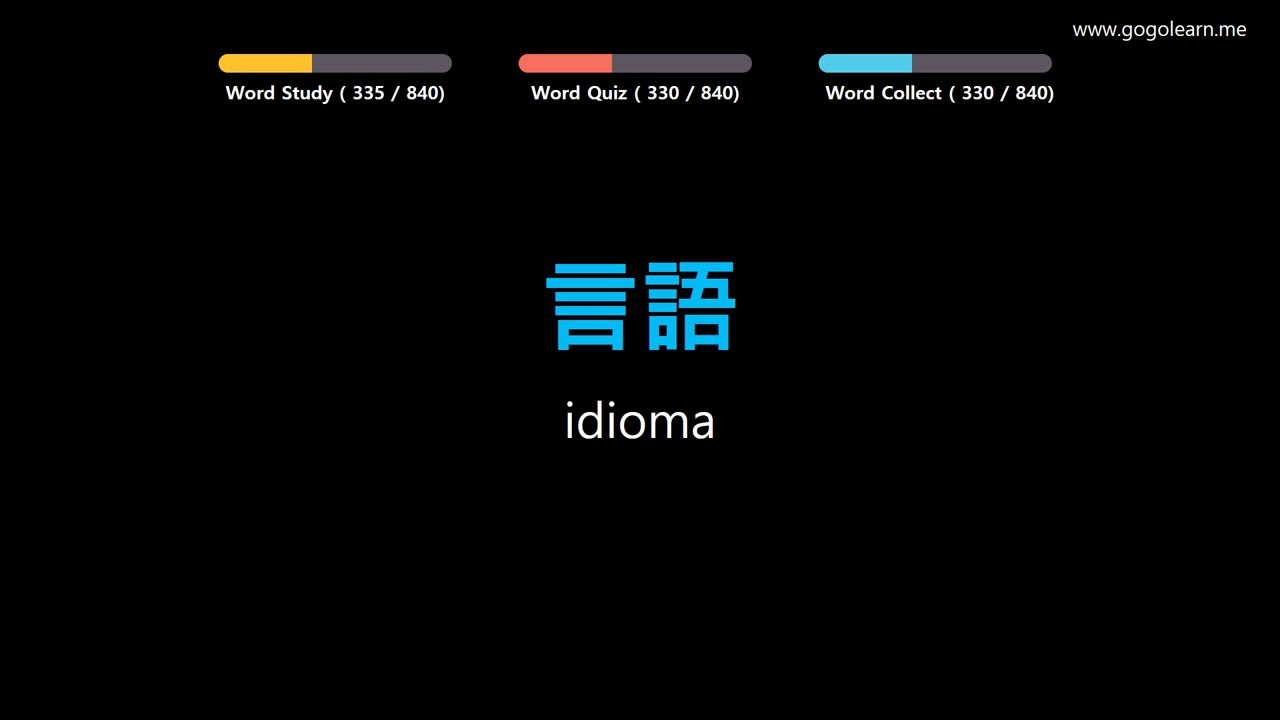 www.gogolearn.me
Word Study ( 335 / 840)
Word Quiz ( 330 / 840)
Word Collect ( 330 / 840)
言語
idioma